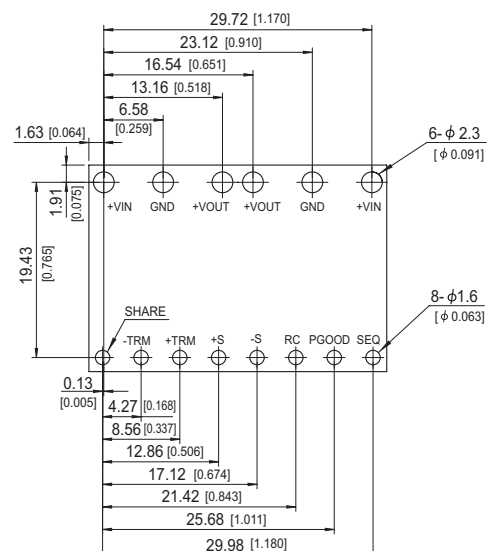 29.72 [1.170]
23.12 [0.910]
16.54 [0.651]
13.16 [0.518]
6.58
[0.259]
1.63 [0.064]
6-ϕ2.3
[ϕ0.091]
1.91
[0.075]
+VIN GND +VOUT +VOUT GND +VIN
19.43
[0.765]
SHARE
8-ϕ1.6
[ϕ0.063]
-TRM +TRM +S -S RC PGOOD SEQ
0.13
[0.005]
4.27 [0.168]
8.56 [0.337]
12.86 [0.506]
17.12 [0.674]
21.42 [0.843]
25.68 [1.011]
29.98 [1.180]